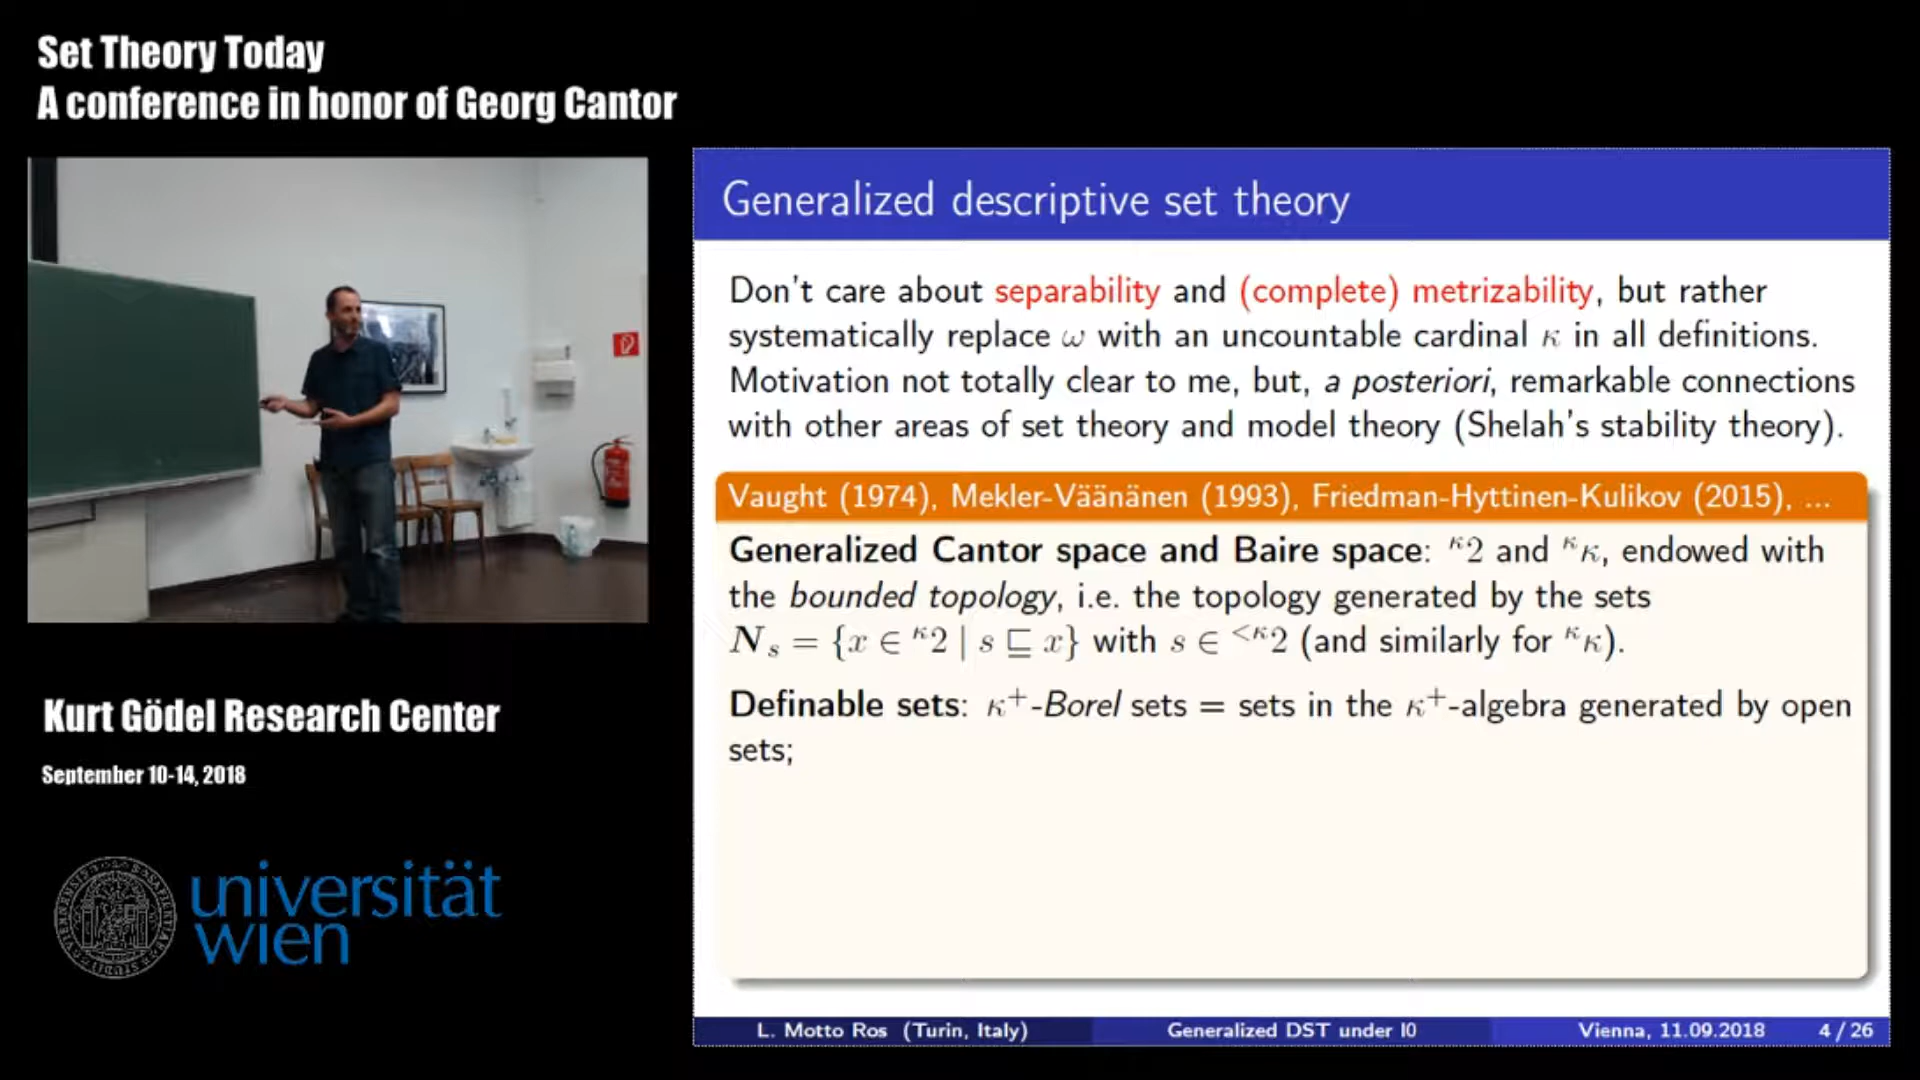 Set Theory Today
A conference in honor of Georg Cantor
Generalized descriptive set theory
Don't care about separability and (complete) metrizability, but rather
systematically replace ω with an uncountable cardinal κ in all definitions.
Motivation not totally clear to me, but, a posteriori, remarkable connections
with other areas of set theory and model theory (Shelah's stability theory).
Vaught (1974), Mekler-Väänänen (1993), Friedman-Hyttinen-Kulikov (2015), ...
Generalized Cantor space and Baire space: ᵏ2 and ᵏκ, endowed with
the bounded topology, i.e. the topology generated by the sets
Nₛ = {x ∈ ᵏ2 | s ⊑ x} with s ∈ ᐸᵏ2 (and similarly for ᵏκ).
Definable sets: κ⁺-Borel sets = sets in the κ⁺-algebra generated by open
sets;
Kurt Gödel Research Center
September 10-14, 2018
universität
wien
L. Motto Ros (Turin, Italy)
Generalized DST under I0
Vienna, 11.09.2018
4 / 26